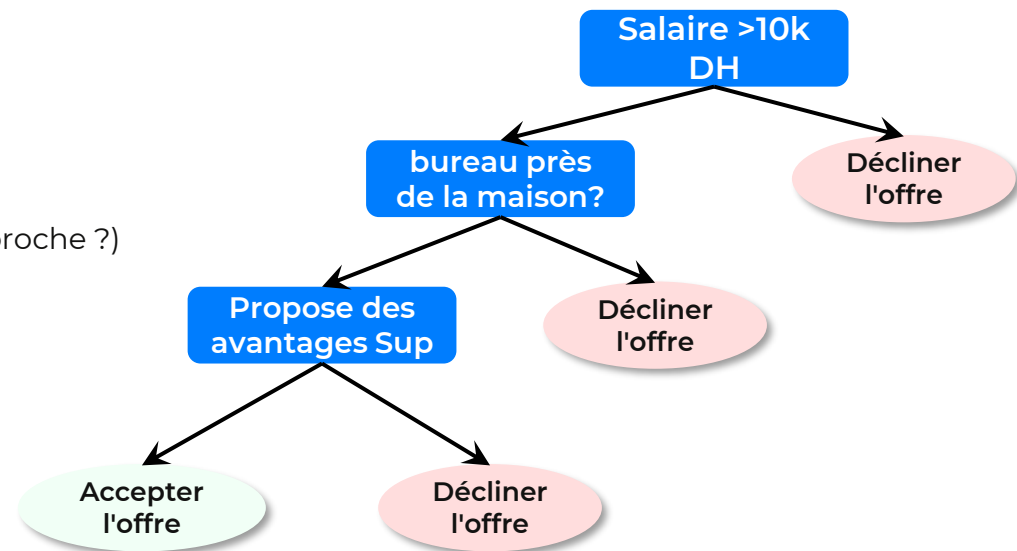 Salaire >10k
DH
bureau près
de la maison?
Décliner
l'offre
roche ?)
Propose des
avantages Sup
Décliner
l'offre
Accepter
l'offre
Décliner
l'offre